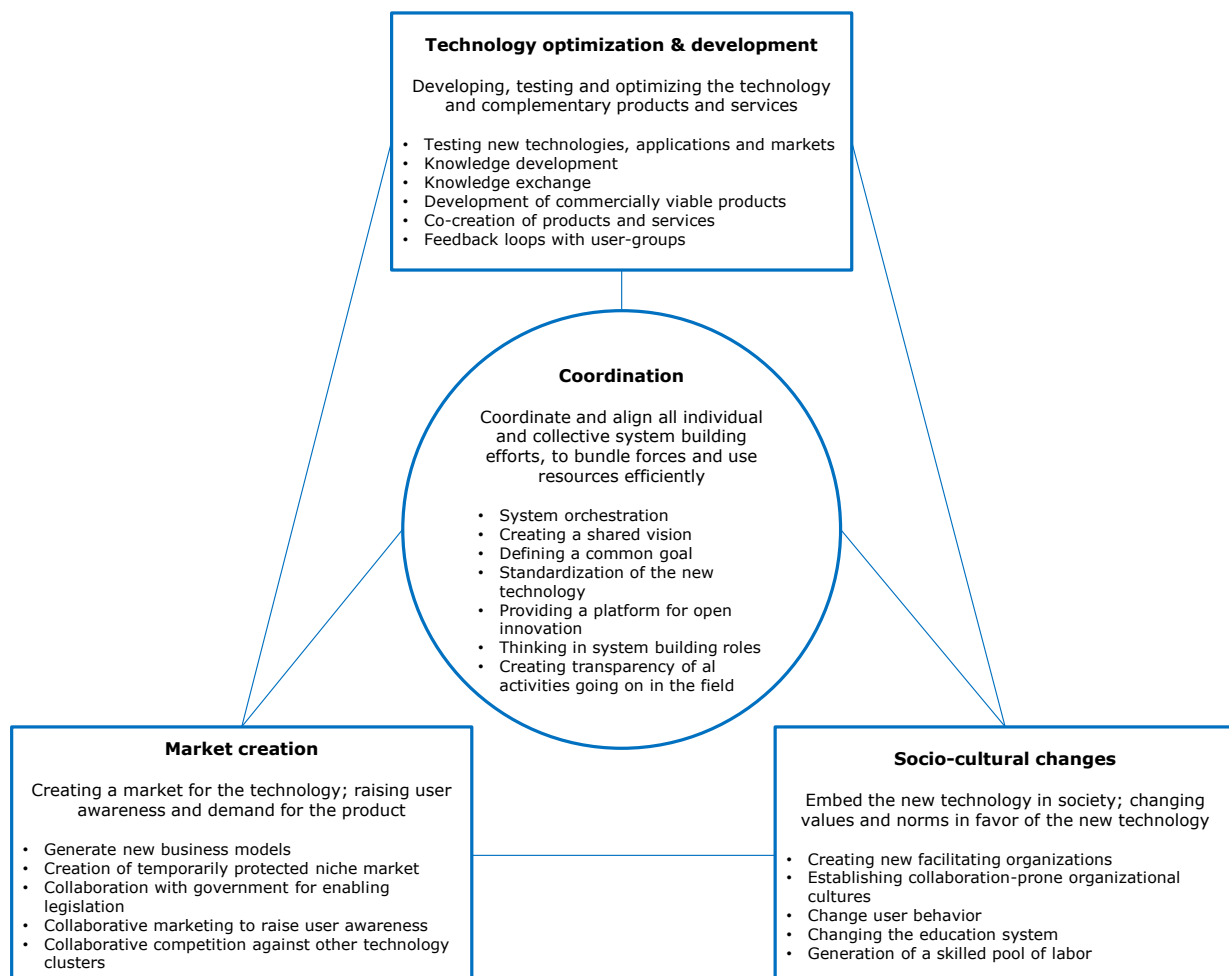 Technology optimization & development
Developing, testing and optimizing the technology
and complementary products and services
• Testing new technologies, applications and markets
• Knowledge development
• Knowledge exchange
• Development of commercially viable products
• Co-creation of products and services
• Feedback loops with user-groups
Coordination
Coordinate and align all individual
and collective system building
efforts, to bundle forces and use
resources efficiently
• System orchestration
• Creating a shared vision
• Defining a common goal
• Standardization of the new
technology
• Providing a platform for open
innovation
• Thinking in system building roles
• Creating transparency of al
activities going on in the field
Market creation
Creating a market for the technology; raising user
awareness and demand for the product
• Generate new business models
• Creation of temporarily protected niche market
• Collaboration with government for enabling
legislation
• Collaborative marketing to raise user awareness
• Collaborative competition against other technology
clusters
Socio-cultural changes
Embed the new technology in society; changing
values and norms in favor of the new technology
• Creating new facilitating organizations
• Establishing collaboration-prone organizational
cultures
• Change user behavior
• Changing the education system
• Generation of a skilled pool of labor